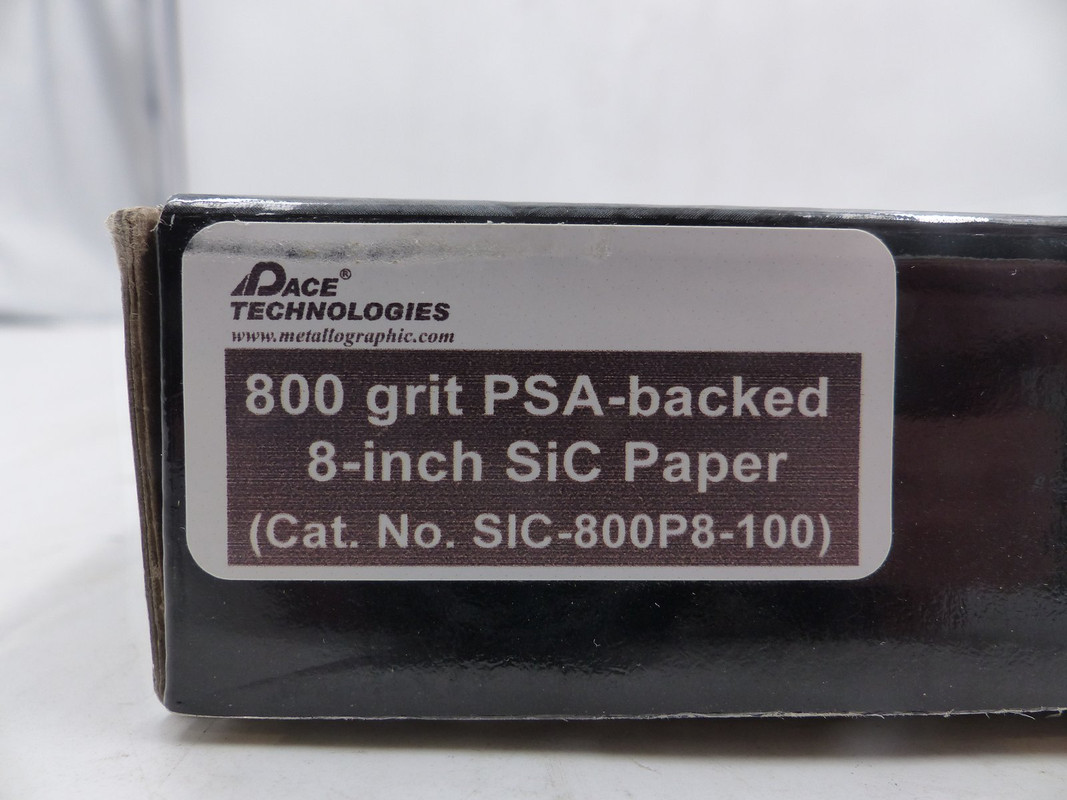 PACE®
TECHNOLOGIES
www.metallographic.com
800 grit PSA-backed
8-inch SiC Paper
(Cat. No. SIC-800P8-100)